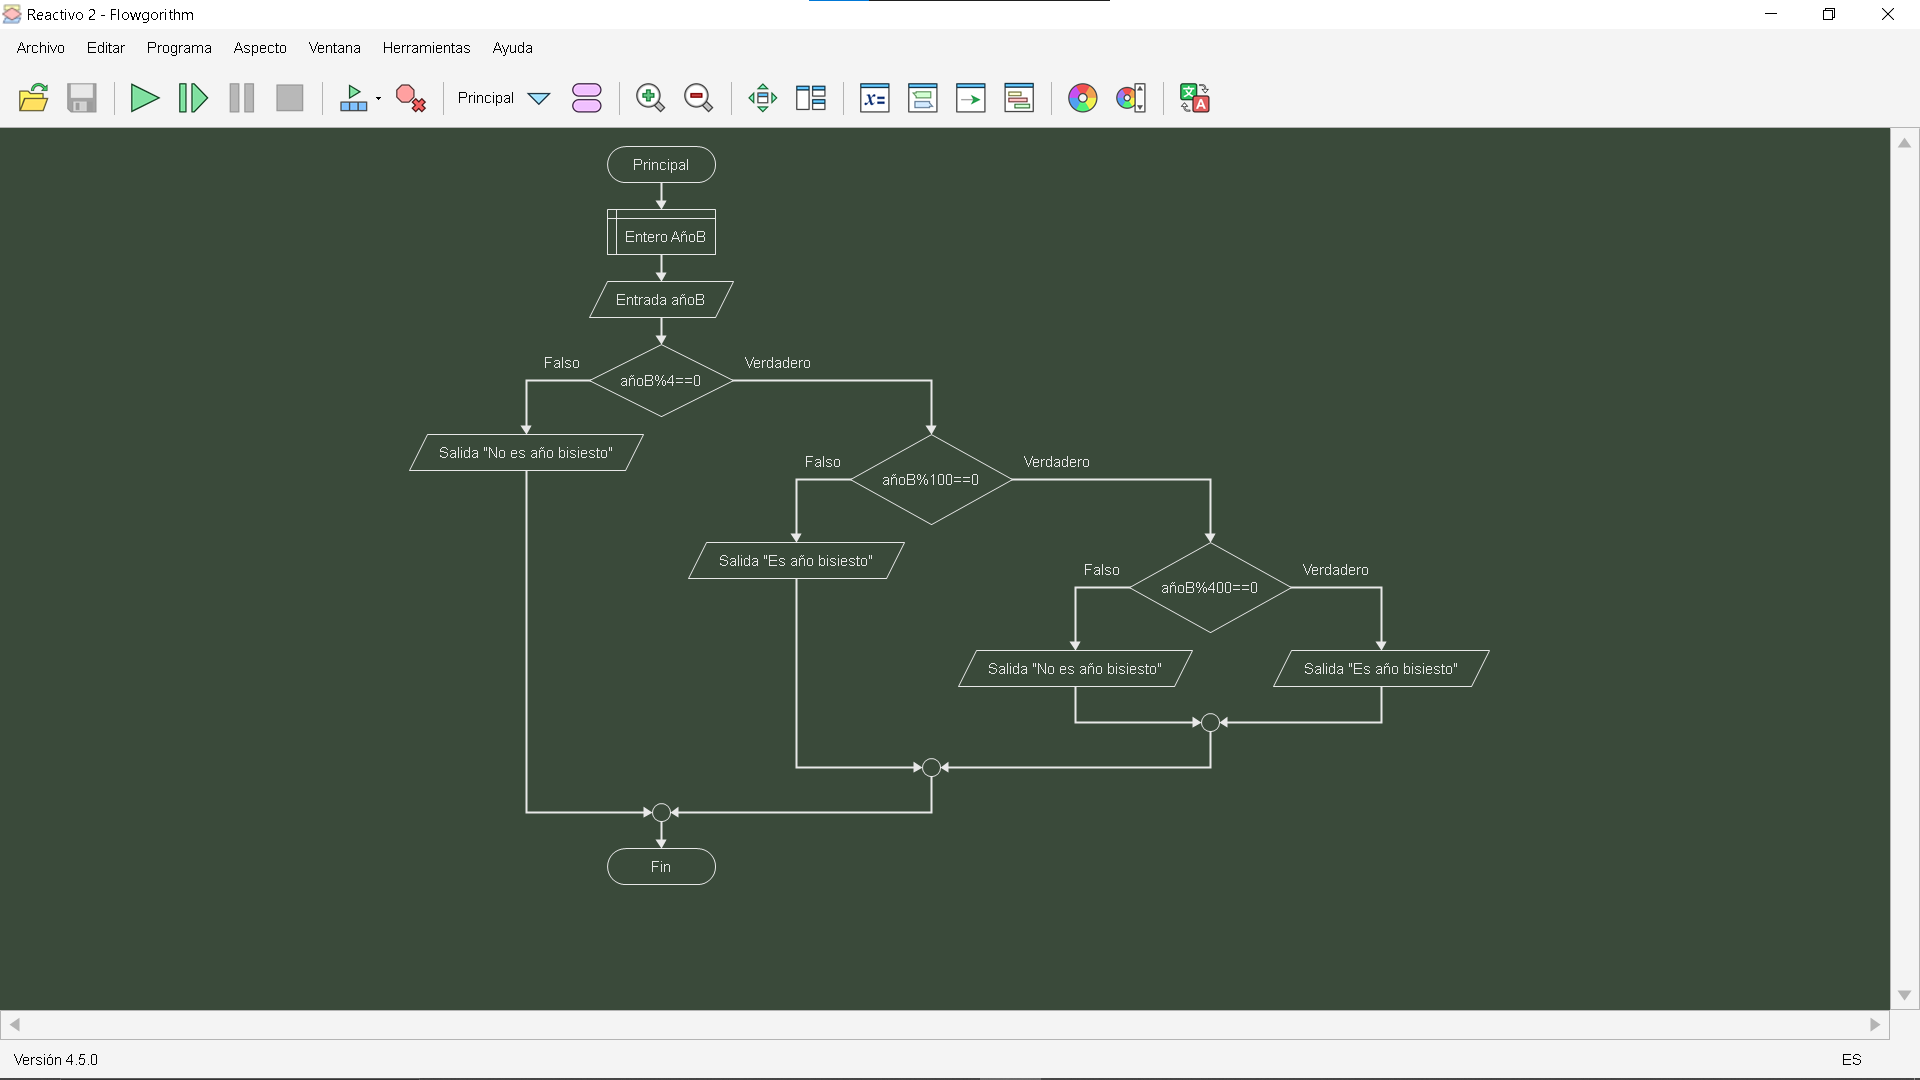 Reactivo 2 - Flowgorithm
Archivo Editar Programa Aspecto Ventana Herramientas Ayuda
Principal
x=
文
A
Principal
Entero AñoB
Entrada añoB
Falso
Verdadero
añoB%4==0
Salida "No es año bisiesto"
Falso
Verdadero
añoB%100==0
Salida "Es año bisiesto"
Falso
Verdadero
añoB%400==0
Salida "No es año bisiesto"
Salida "Es año bisiesto"
Fin
Versión 4.5.0
ES